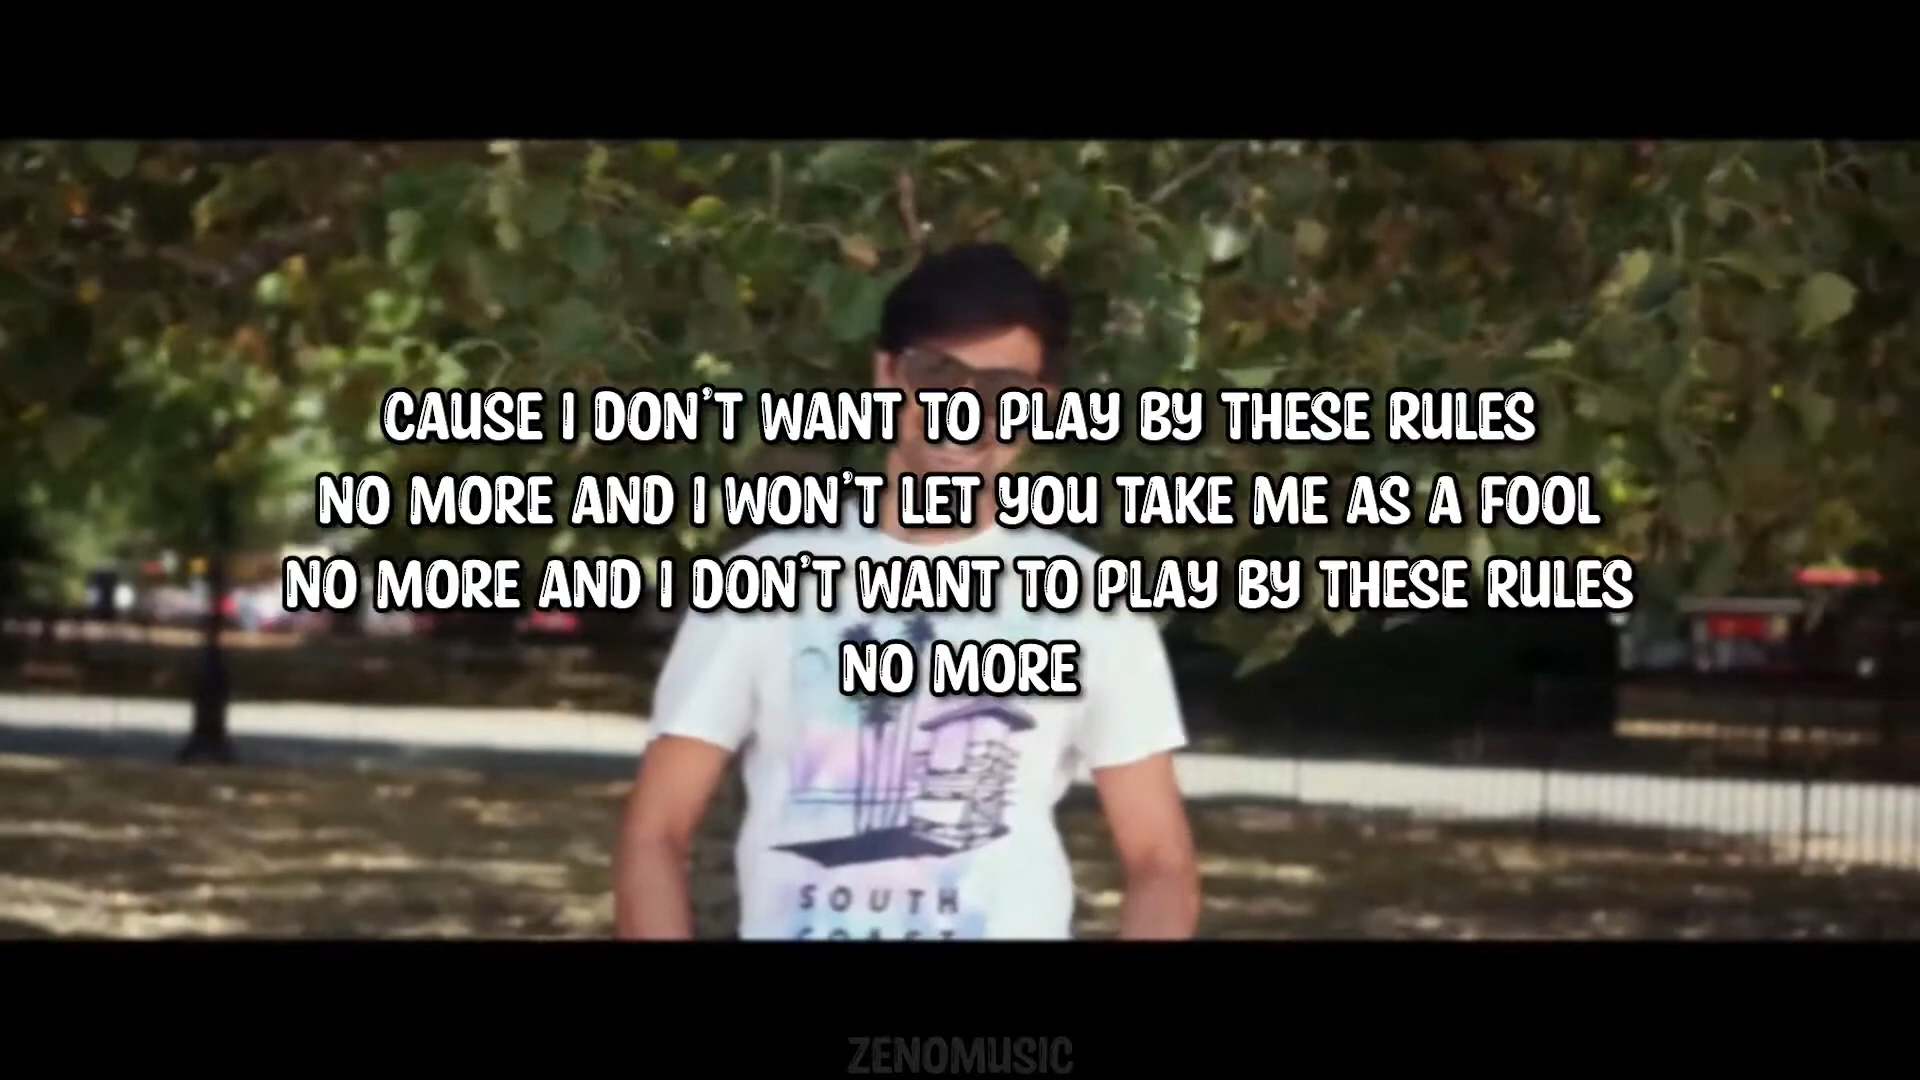 CAUSE I DON'T WANT TO PLAY BY THESE RULES
NO MORE AND I WON'T LET YOU TAKE ME AS A FOOL
NO MORE AND I DON'T WANT TO PLAY BY THESE RULES
NO MORE
SOUTH
COAST
ZENOMUSIC